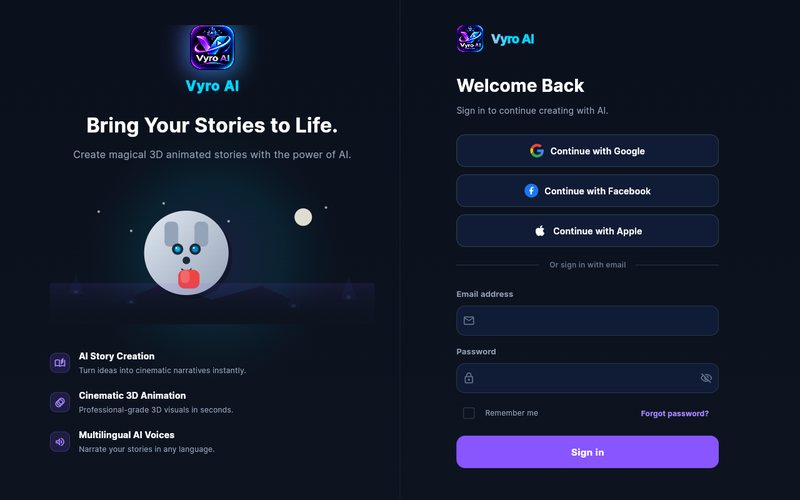 Vyro AI
Vyro AI
Bring Your Stories to Life.
Create magical 3D animated stories with the power of AI.
AI Story Creation
Turn ideas into cinematic narratives instantly.
Cinematic 3D Animation
Professional-grade 3D visuals in seconds.
Multilingual AI Voices
Narrate your stories in any language.
Vyro AI
Vyro AI
Welcome Back
Sign in to continue creating with AI.
Continue with Google
Continue with Facebook
Continue with Apple
Or sign in with email
Email address
Password
Remember me
Forgot password?
Sign in